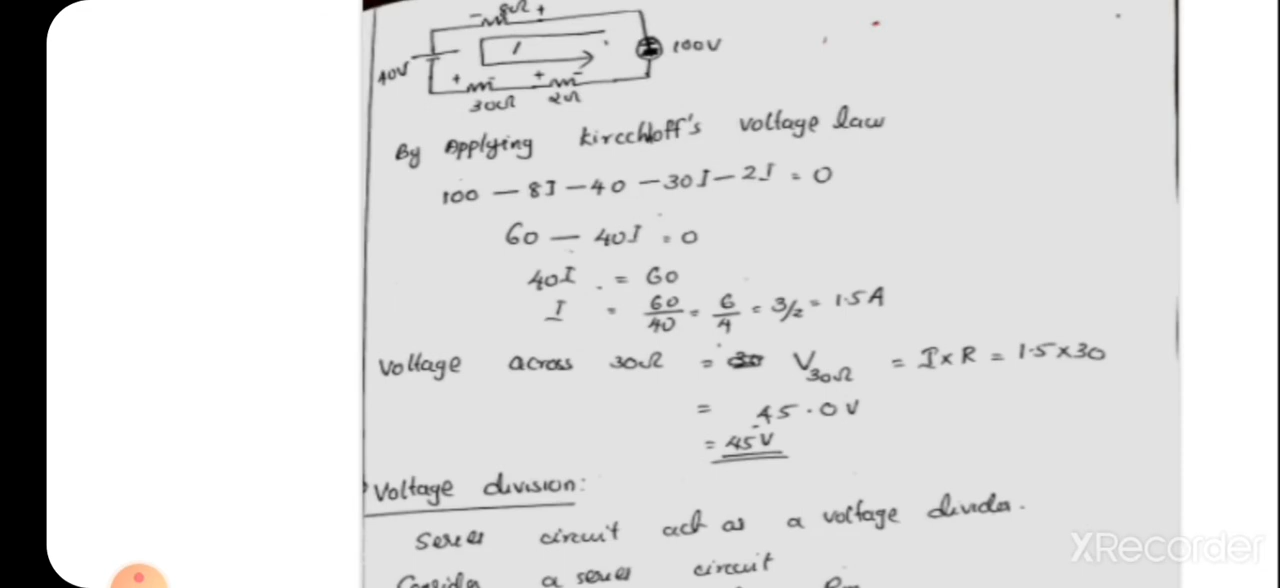 - 8Ω +
100V
40V
+ - + -
30Ω 2Ω
By Applying Kircchloff's voltage law
100 — 8I — 40 — 30I — 2I = 0
60 — 40I = 0
40I = 60
I = 60/40 = 6/4 = 3/2 = 1.5A
Voltage across 30Ω = V30Ω = I×R = 1.5×30
= 45.0V
= 45V
Voltage division:
Series circuit act as a voltage divider.
Consider a series circuit
XRecorder